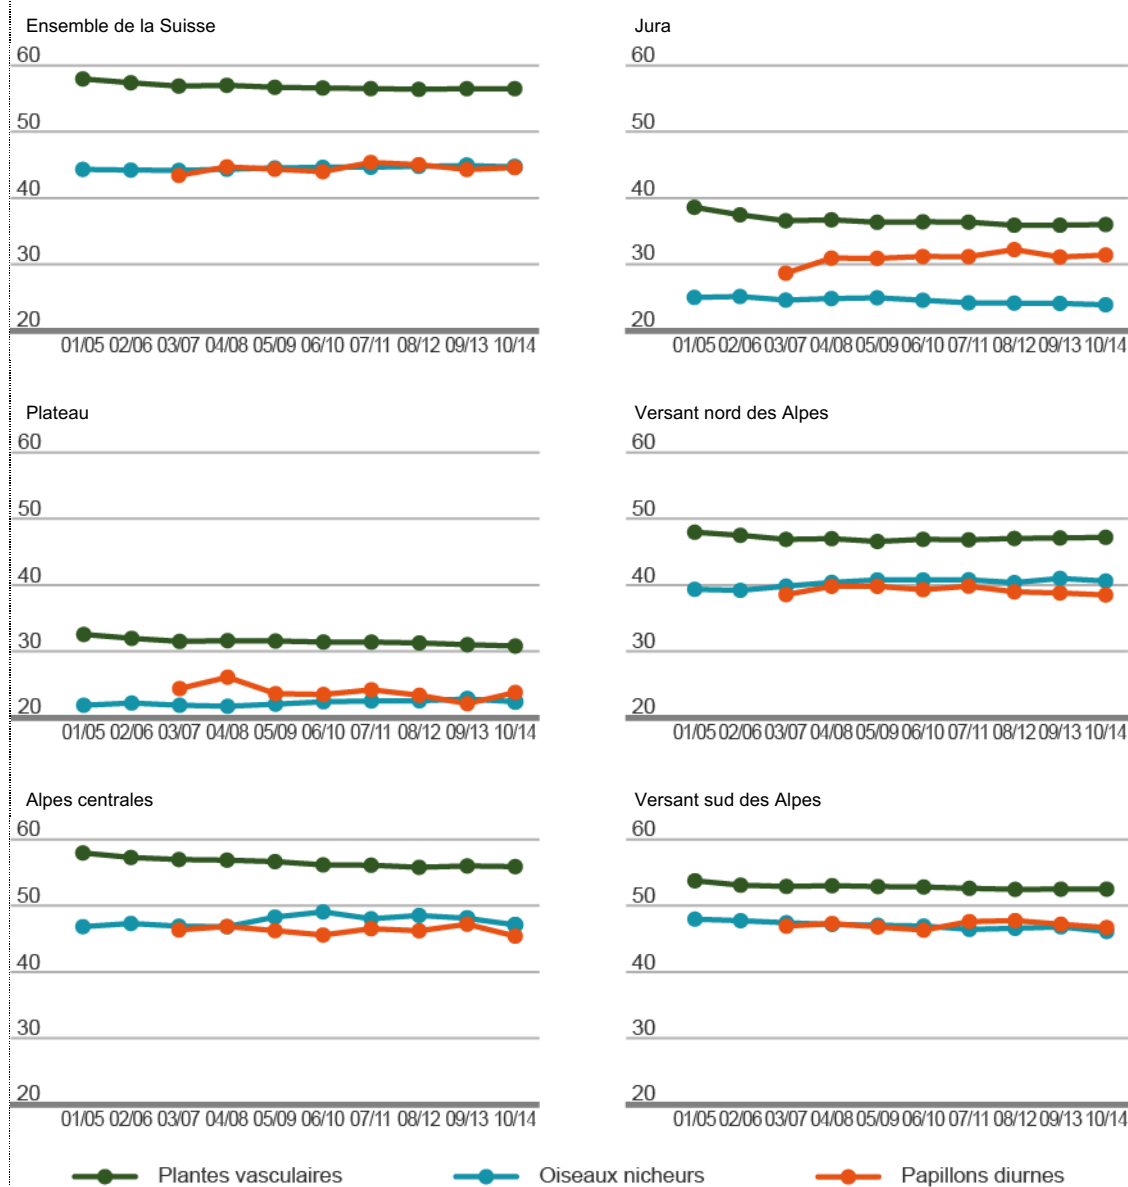 Ensemble de la Suisse
60
50
40
30
20
01/05 02/06 03/07 04/08 05/09 06/10 07/11 08/12 09/13 10/14
Jura
60
50
40
30
20
01/05 02/06 03/07 04/08 05/09 06/10 07/11 08/12 09/13 10/14
Plateau
60
50
40
30
20
01/05 02/06 03/07 04/08 05/09 06/10 07/11 08/12 09/13 10/14
Versant nord des Alpes
60
50
40
30
20
01/05 02/06 03/07 04/08 05/09 06/10 07/11 08/12 09/13 10/14
Alpes centrales
60
50
40
30
20
01/05 02/06 03/07 04/08 05/09 06/10 07/11 08/12 09/13 10/14
Versant sud des Alpes
60
50
40
30
20
01/05 02/06 03/07 04/08 05/09 06/10 07/11 08/12 09/13 10/14
Plantes vasculaires Oiseaux nicheurs Papillons diurnes